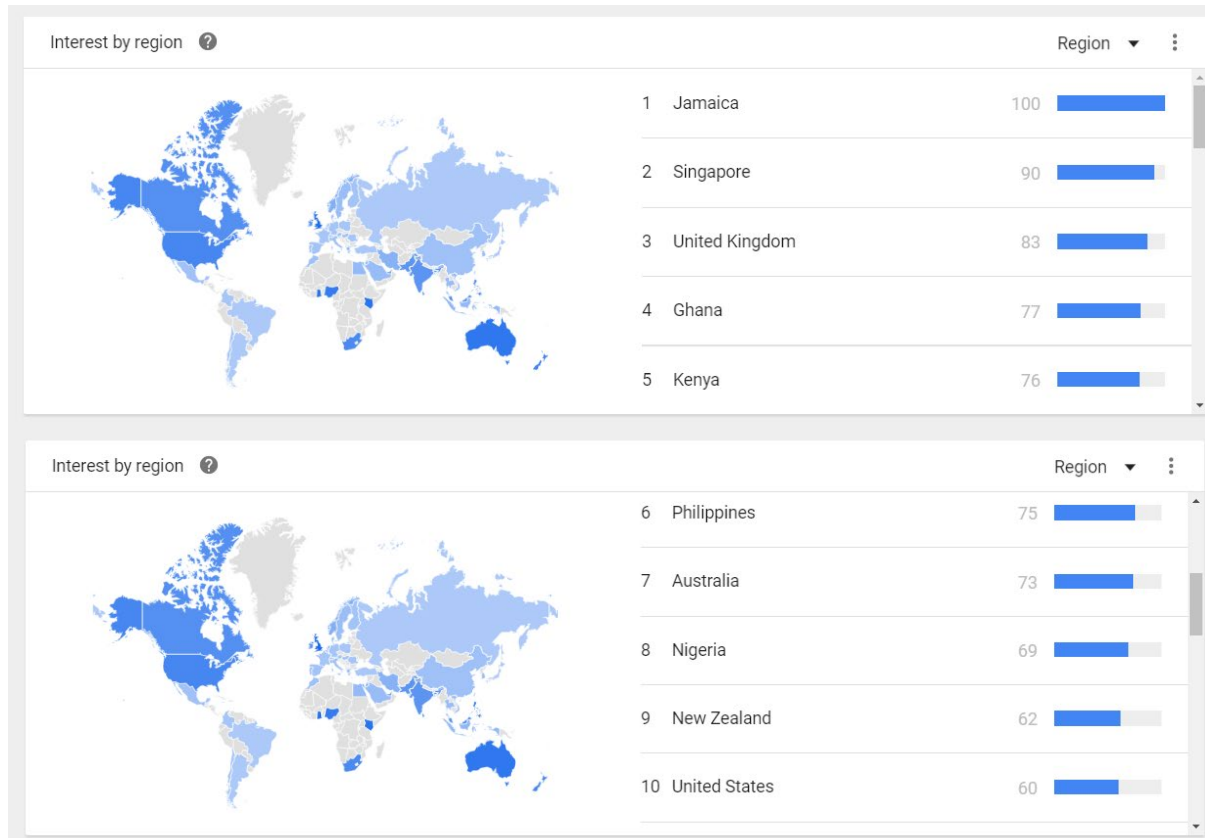 Interest by region ? Region
1 Jamaica 100
2 Singapore 90
3 United Kingdom 83
4 Ghana 77
5 Kenya 76
Interest by region ? Region
6 Philippines 75
7 Australia 73
8 Nigeria 69
9 New Zealand 62
10 United States 60